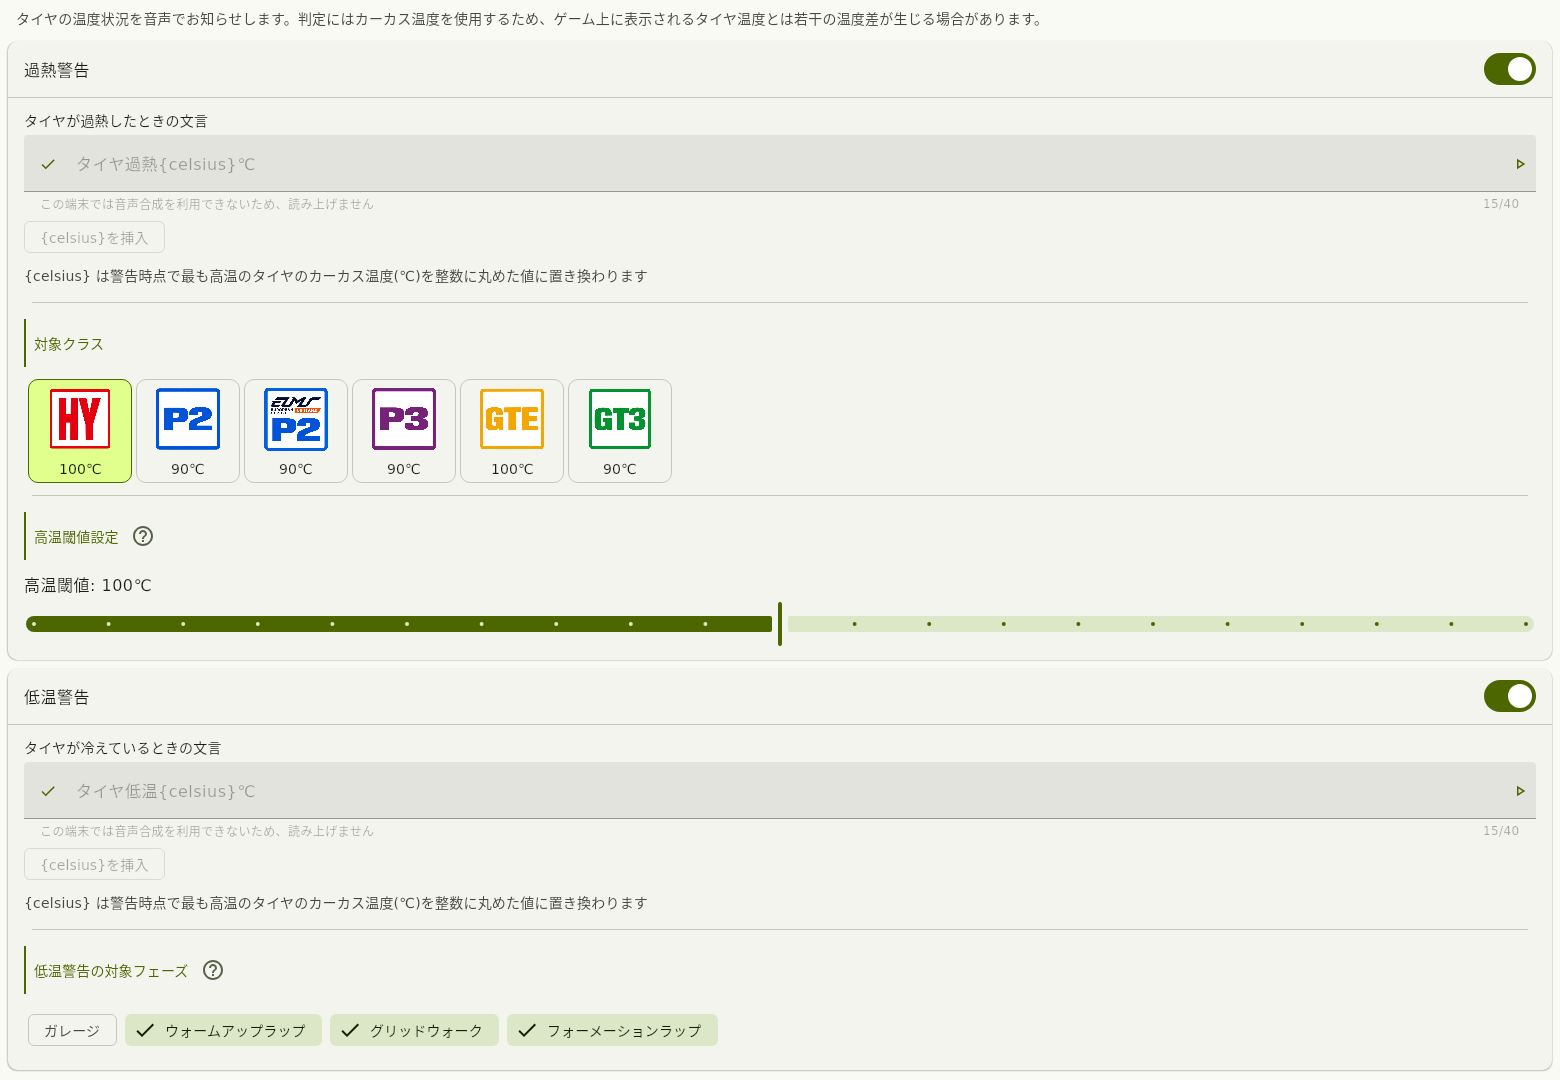 タイヤの温度状況を音声でお知らせします。判定にはカーカス温度を使用するため、ゲーム上に表示されるタイヤ温度とは若干の温度差が生じる場合があります。
過熱警告
タイヤが過熱したときの文言
タイヤ過熱{celsius}℃
この端末では音声合成を利用できないため、読み上げません 15/40
{celsius}を挿入
{celsius} は警告時点で最も高温のタイヤのカーカス温度(℃)を整数に丸めた値に置き換わります
対象クラス
HY P2 ELMS P2 P3 GTE GT3
100℃ 90℃ 90℃ 90℃ 100℃ 90℃
高温閾値設定
高温閾値: 100℃
低温警告
タイヤが冷えているときの文言
タイヤ低温{celsius}℃
この端末では音声合成を利用できないため、読み上げません 15/40
{celsius}を挿入
{celsius} は警告時点で最も高温のタイヤのカーカス温度(℃)を整数に丸めた値に置き換わります
低温警告の対象フェーズ
ガレージ ウォームアップラップ グリッドウォーク フォーメーションラップ